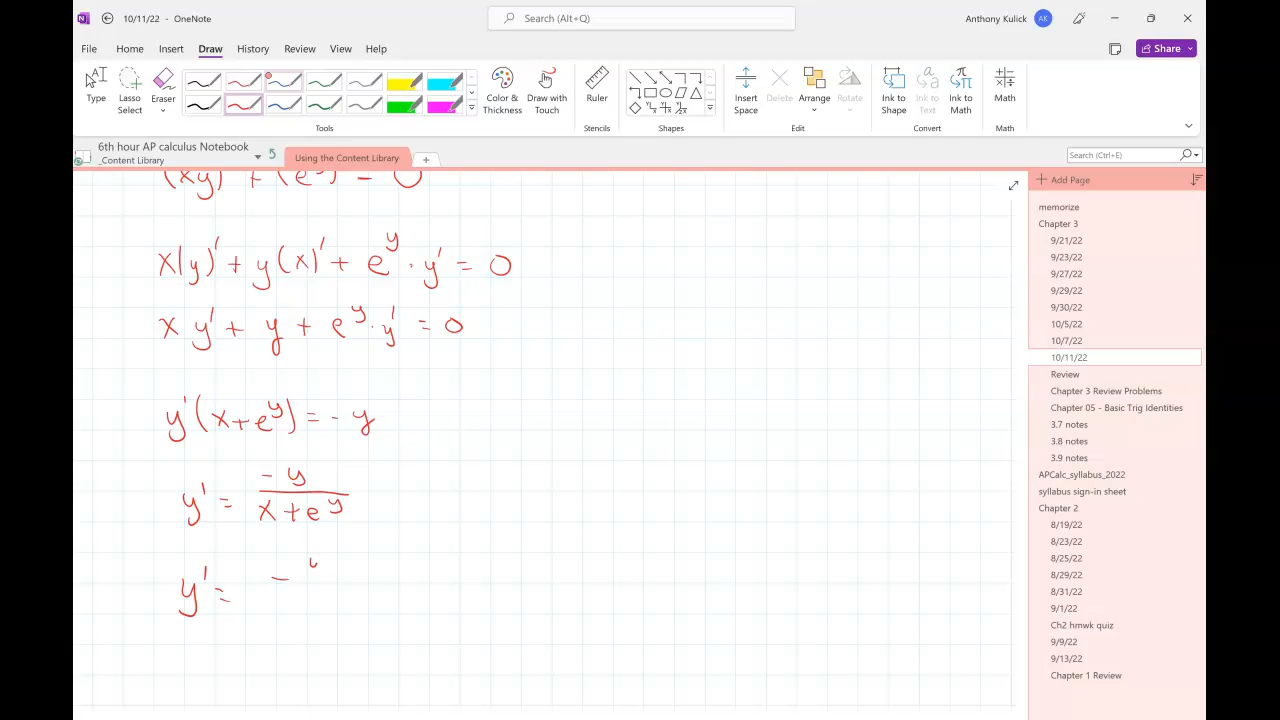 10/11/22 - OneNote
Search (Alt+Q)
Anthony Kulick
AK
File Home Insert Draw History Review View Help
Share
Type
Lasso Select
Eraser
Color & Thickness
Draw with Touch
Ruler
Insert Space
Delete
Arrange
Rotate
Ink to Shape
Ink to Text
Ink to Math
Math
Tools
Stencils
Shapes
Edit
Convert
Math
6th hour AP calculus Notebook
_Content Library
Using the Content Library
Search (Ctrl+E)
(xy)' + (e^y)' = 0
x(y)' + y(x)' + e^y · y' = 0
x y' + y + e^y · y' = 0
y'(x+e^y) = - y
y' = -y / (x + e^y)
y' = -
Add Page
memorize
Chapter 3
9/21/22
9/23/22
9/27/22
9/29/22
9/30/22
10/5/22
10/7/22
10/11/22
Review
Chapter 3 Review Problems
Chapter 05 - Basic Trig Identities
3.7 notes
3.8 notes
3.9 notes
APCalc_syllabus_2022
syllabus sign-in sheet
Chapter 2
8/19/22
8/23/22
8/25/22
8/29/22
8/31/22
9/1/22
Ch2 hmwk quiz
9/9/22
9/13/22
Chapter 1 Review